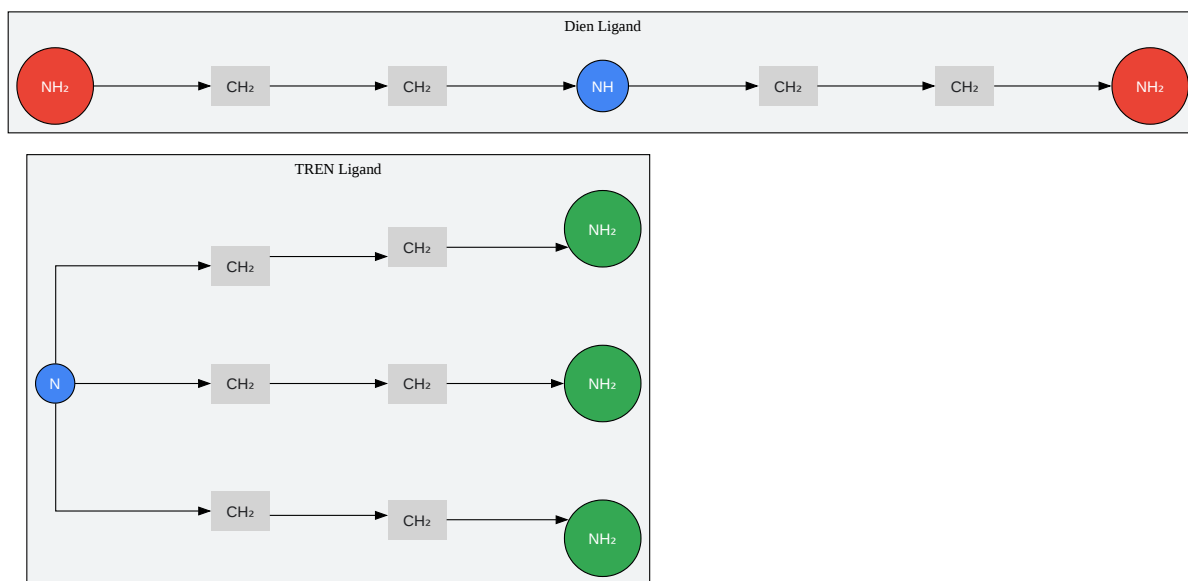 Dien Ligand
NH₂ CH₂ CH₂ NH CH₂ CH₂ NH₂
TREN Ligand
CH₂ CH₂ NH₂
N CH₂ CH₂ NH₂
CH₂ CH₂ NH₂